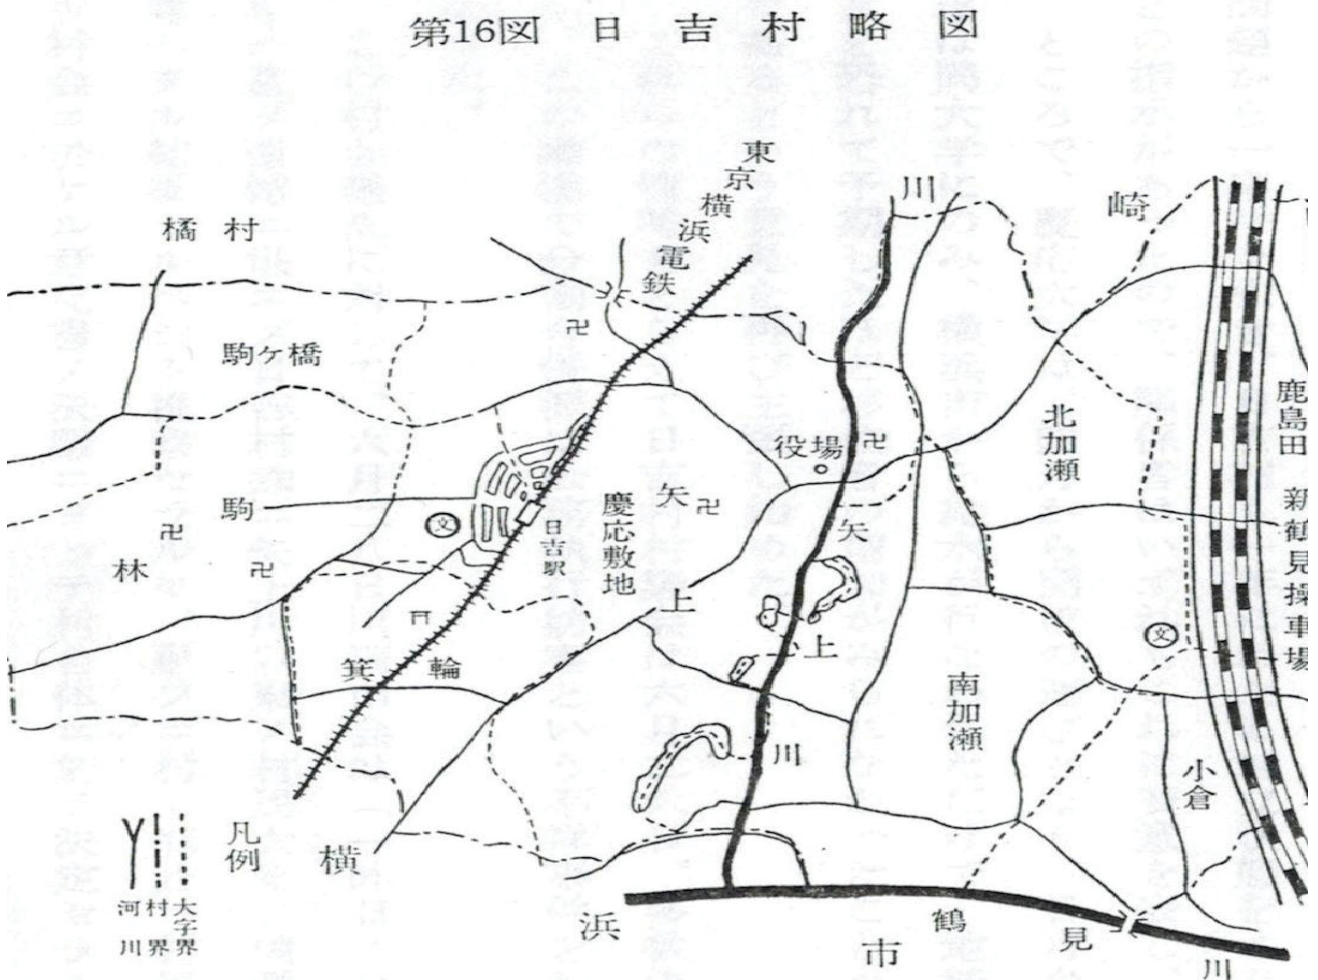 第16図 日吉村略図
東京横浜電鉄
川崎
橘村
駒ヶ橋
鹿島田
新鶴見操車場
北加瀬
役場
駒林
文
日吉駅
慶応敷地
矢上
矢上川
箕輪
南加瀬
文
小倉
凡例
大字界
村界
河川
横浜市
鶴見川